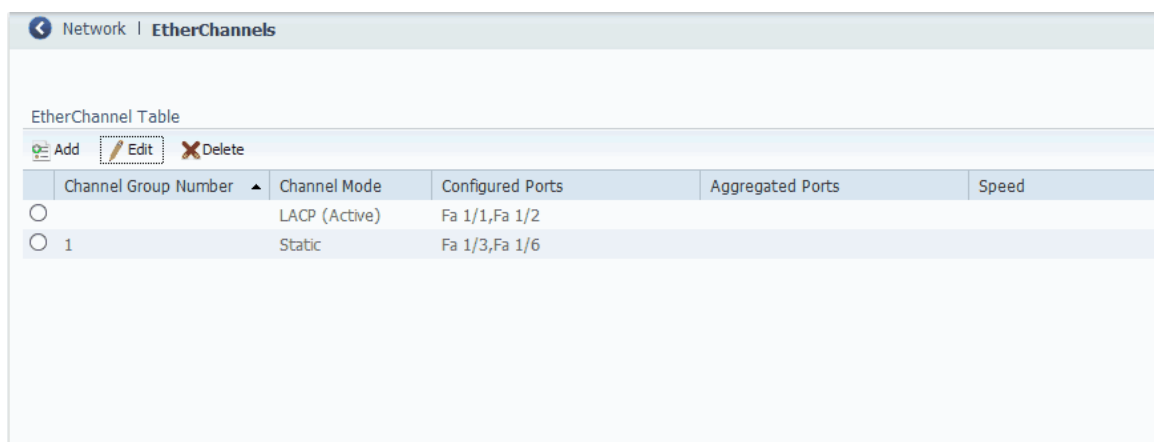 Network | EtherChannels
EtherChannel Table
Add Edit Delete
Channel Group Number Channel Mode Configured Ports Aggregated Ports Speed
LACP (Active) Fa 1/1,Fa 1/2
1 Static Fa 1/3,Fa 1/6